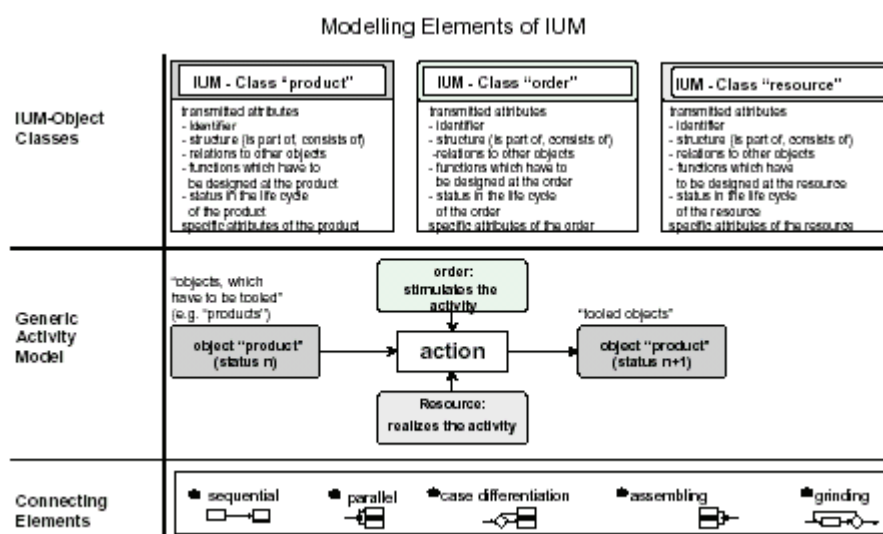 Modelling Elements of IUM
IUM-Object
Classes
IUM - Class "product"
transmitted attributes
- Identifier
- structure (is part of, consists of)
- relations to other objects
- functions which have to
be designed at the product
- status in the life cycle
of the product
specific attributes of the product
IUM - Class "order"
transmitted attributes
- identifier
- structure (is part of, consists of)
-relations to other objects
- functions which have to
be designed at the order
- status in the life cycle
of the order
specific attributes of the order
IUM - Class "resource"
transmitted attributes
- identifier
- structure (is part of, consists of)
- relations to other objects
- functions which have
to be designed at the resource
- status in the life cycle
of the resource
specific attributes of the resource
Generic
Activity
Model
"objects, which
have to be tooled"
(e.g. "products")
object "product"
(status n)
order:
stimulates the
activity
action
Resource:
realizes the activity
"tooled objects"
object "product"
(status n+1)
Connecting
Elements
sequential
parallel
case differentiation
assembling
grinding